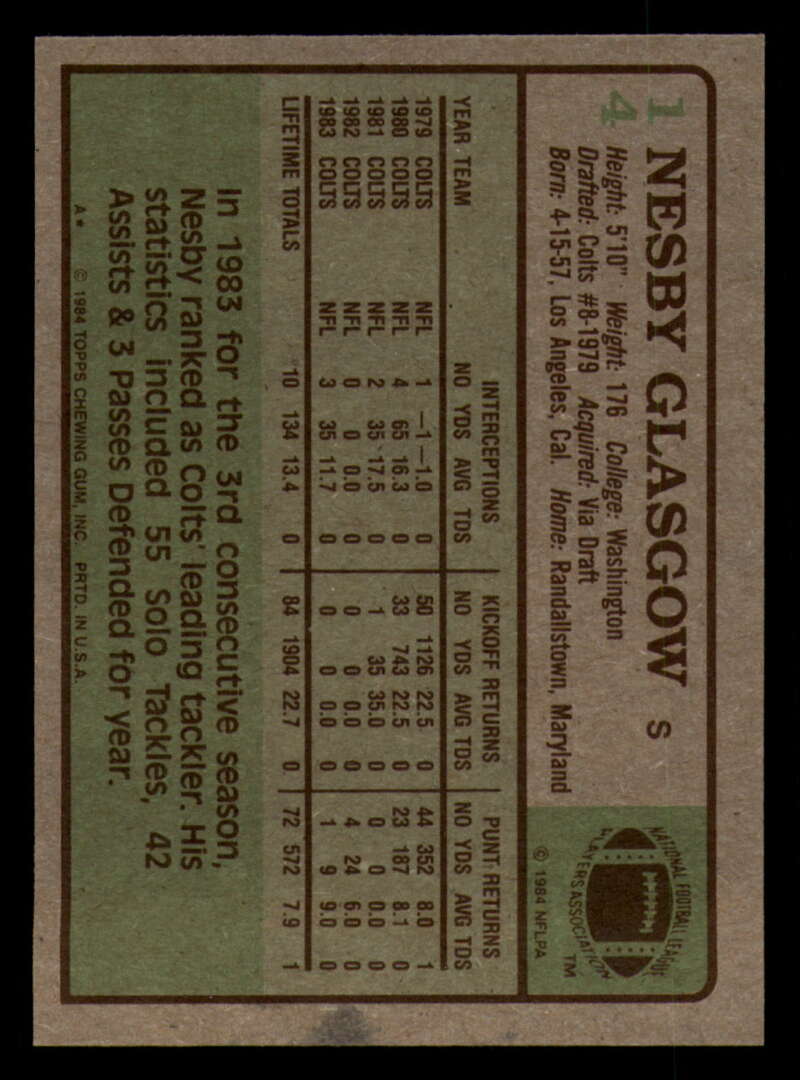 14
NESBY GLASGOW S
Height: 5'10" Weight: 176 College: Washington
Drafted: Colts #8-1979 Acquired: Via Draft
Born: 4-15-57, Los Angeles, Cal. Home: Randallstown, Maryland
NATIONAL FOOTBALL LEAGUE
PLAYERS ASSOCIATION
TM
© 1984 NFLPA
INTERCEPTIONS KICKOFF RETURNS PUNT RETURNS
YEAR TEAM NO YDS AVG TDS NO YDS AVG TDS NO YDS AVG TDS
1979 COLTS NFL 1 —1 —1.0 0 50 1126 22.5 0 44 352 8.0 1
1980 COLTS NFL 4 65 16.3 0 33 743 22.5 0 23 187 8.1 0
1981 COLTS NFL 2 35 17.5 0 1 35 35.0 0 0 0 0.0 0
1982 COLTS NFL 0 0 0.0 0 0 0 0.0 0 4 24 6.0 0
1983 COLTS NFL 3 35 11.7 0 0 0 0.0 0 1 9 9.0 0
LIFETIME TOTALS 10 134 13.4 0 84 1904 22.7 0 72 572 7.9 1
In 1983 for the 3rd consecutive season,
Nesby ranked as Colts' leading tackler. His
statistics included 55 Solo Tackles, 42
Assists & 3 Passes Defended for year.
A* © 1984 TOPPS CHEWING GUM, INC. PRTD. IN U.S.A.